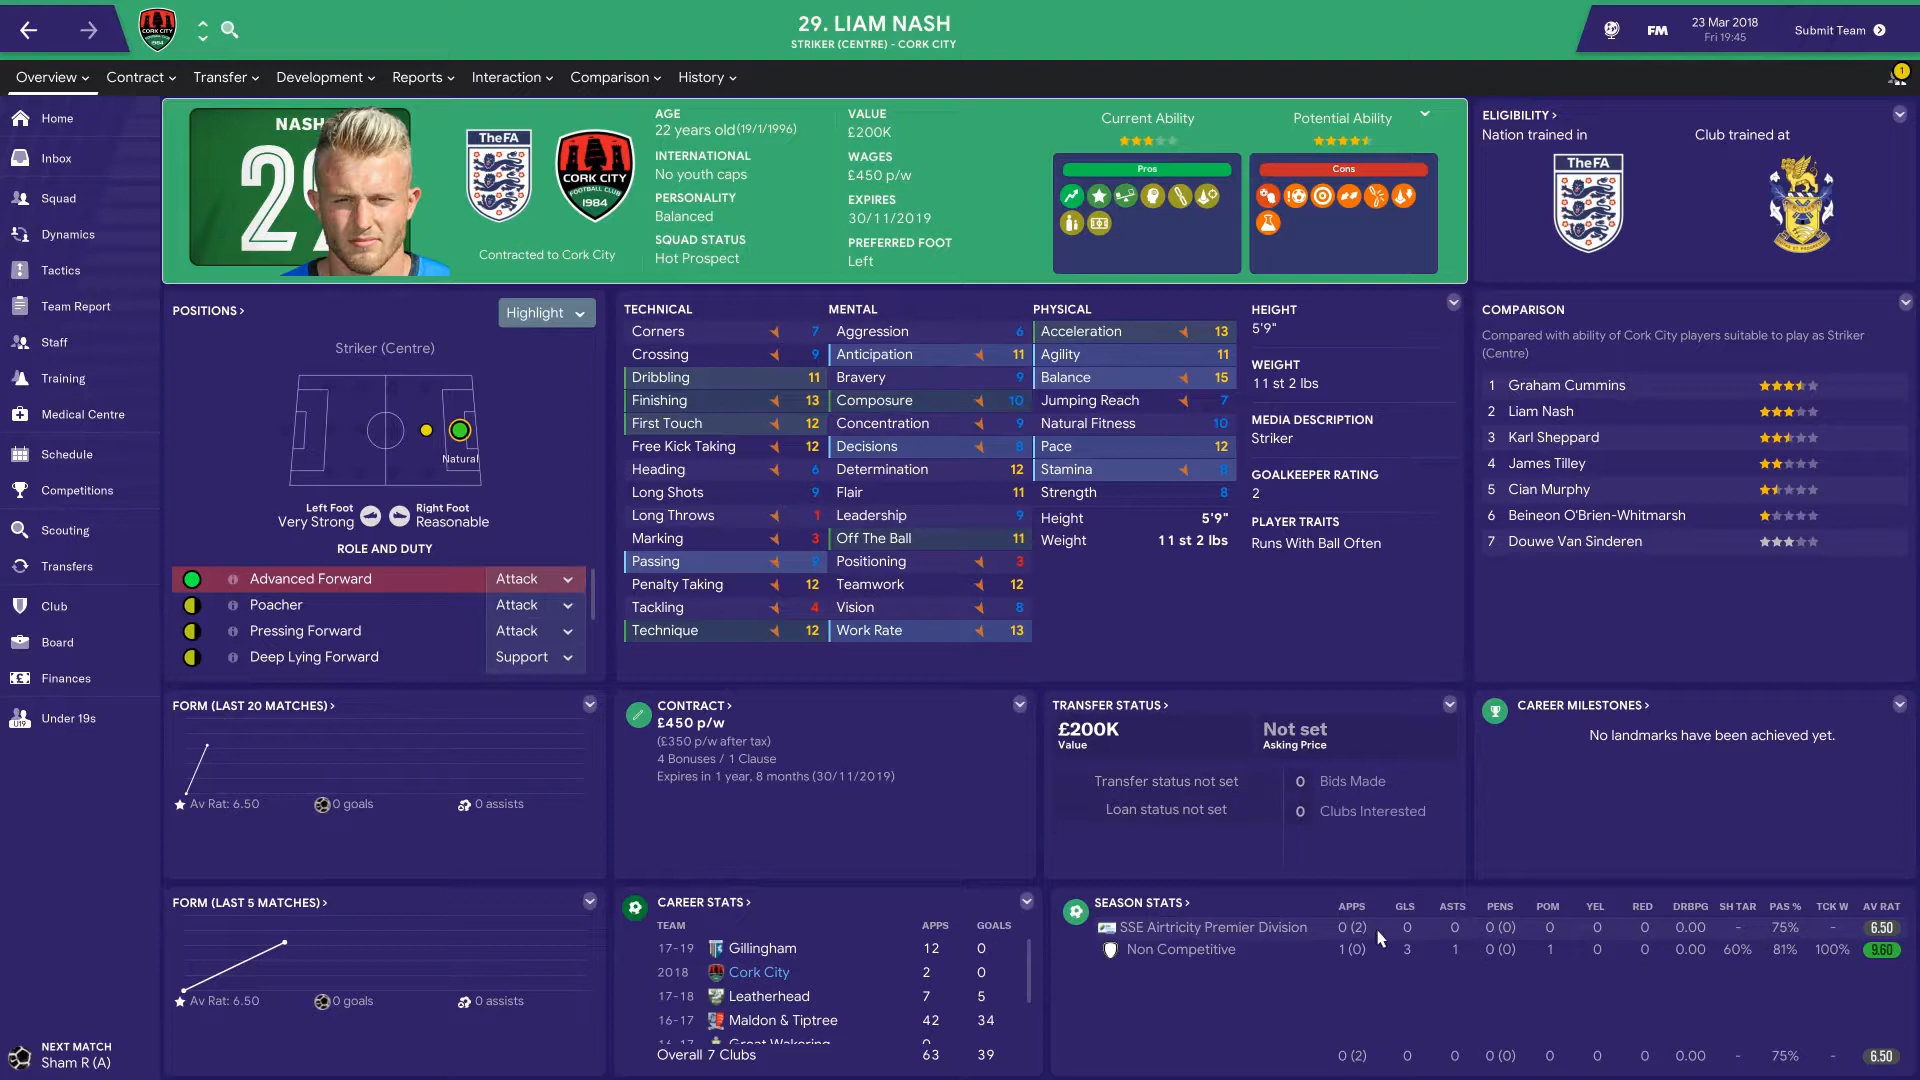 29. LIAM NASH
STRIKER (CENTRE) - CORK CITY
FM
23 Mar 2018
Fri 19:45
Submit Team
Overview
Contract
Transfer
Development
Reports
Interaction
Comparison
History
1
Home
Inbox
Squad
Dynamics
Tactics
Team Report
Staff
Training
Medical Centre
Schedule
Competitions
Scouting
Transfers
Club
Board
Finances
Under 19s
NEXT MATCH
Sham R (A)
NASH
29
TheFA
CORK CITY
FOOTBALL CLUB
1984
Contracted to Cork City
AGE
22 years old (19/1/1996)
INTERNATIONAL
No youth caps
PERSONALITY
Balanced
SQUAD STATUS
Hot Prospect
VALUE
£200K
WAGES
£450 p/w
EXPIRES
30/11/2019
PREFERRED FOOT
Left
Current Ability
Pros
Potential Ability
Cons
ELIGIBILITY >
Nation trained in
Club trained at
TheFA
POSITIONS >
Highlight
Striker (Centre)
Natural
Left Foot
Very Strong
Right Foot
Reasonable
ROLE AND DUTY
Advanced Forward Attack
Poacher Attack
Pressing Forward Attack
Deep Lying Forward Support
TECHNICAL
Corners 7
Crossing 9
Dribbling 11
Finishing 13
First Touch 12
Free Kick Taking 12
Heading 6
Long Shots 9
Long Throws 1
Marking 3
Passing 9
Penalty Taking 12
Tackling 4
Technique 12
MENTAL
Aggression 6
Anticipation 11
Bravery 9
Composure 10
Concentration 9
Decisions 8
Determination 12
Flair 11
Leadership 9
Off The Ball 11
Positioning 3
Teamwork 12
Vision 8
Work Rate 13
PHYSICAL
Acceleration 13
Agility 11
Balance 15
Jumping Reach 7
Natural Fitness 10
Pace 12
Stamina 8
Strength 8
Height 5'9"
Weight 11 st 2 lbs
HEIGHT
5'9"
WEIGHT
11 st 2 lbs
MEDIA DESCRIPTION
Striker
GOALKEEPER RATING
2
PLAYER TRAITS
Runs With Ball Often
COMPARISON
Compared with ability of Cork City players suitable to play as Striker
(Centre)
1 Graham Cummins
2 Liam Nash
3 Karl Sheppard
4 James Tilley
5 Cian Murphy
6 Beineon O'Brien-Whitmarsh
7 Douwe Van Sinderen
FORM (LAST 20 MATCHES) >
Av Rat: 6.50 0 goals 0 assists
CONTRACT >
£450 p/w
(£350 p/w after tax)
4 Bonuses / 1 Clause
Expires in 1 year, 8 months (30/11/2019)
TRANSFER STATUS >
£200K
Value
Not set
Asking Price
Transfer status not set
Loan status not set
0 Bids Made
0 Clubs Interested
CAREER MILESTONES >
No landmarks have been achieved yet.
FORM (LAST 5 MATCHES) >
Av Rat: 6.50 0 goals 0 assists
CAREER STATS >
TEAM APPS GOALS
17-19 Gillingham 12 0
2018 Cork City 2 0
17-18 Leatherhead 7 5
16-17 Maldon & Tiptree 42 34
16-17 Great Wakering 0
Overall 7 Clubs 63 39
SEASON STATS > APPS GLS ASTS PENS POM YEL RED DRBPG SH TAR PAS % TCK W AV RAT
SSE Airtricity Premier Division 0 (2) 0 0 0 (0) 0 0 0 0.00 - 75% - 6.50
Non Competitive 1 (0) 3 1 0 (0) 1 0 0 0.00 60% 81% 100% 9.60
0 (2) 0 0 0 (0) 0 0 0 0.00 - 75% - 6.50